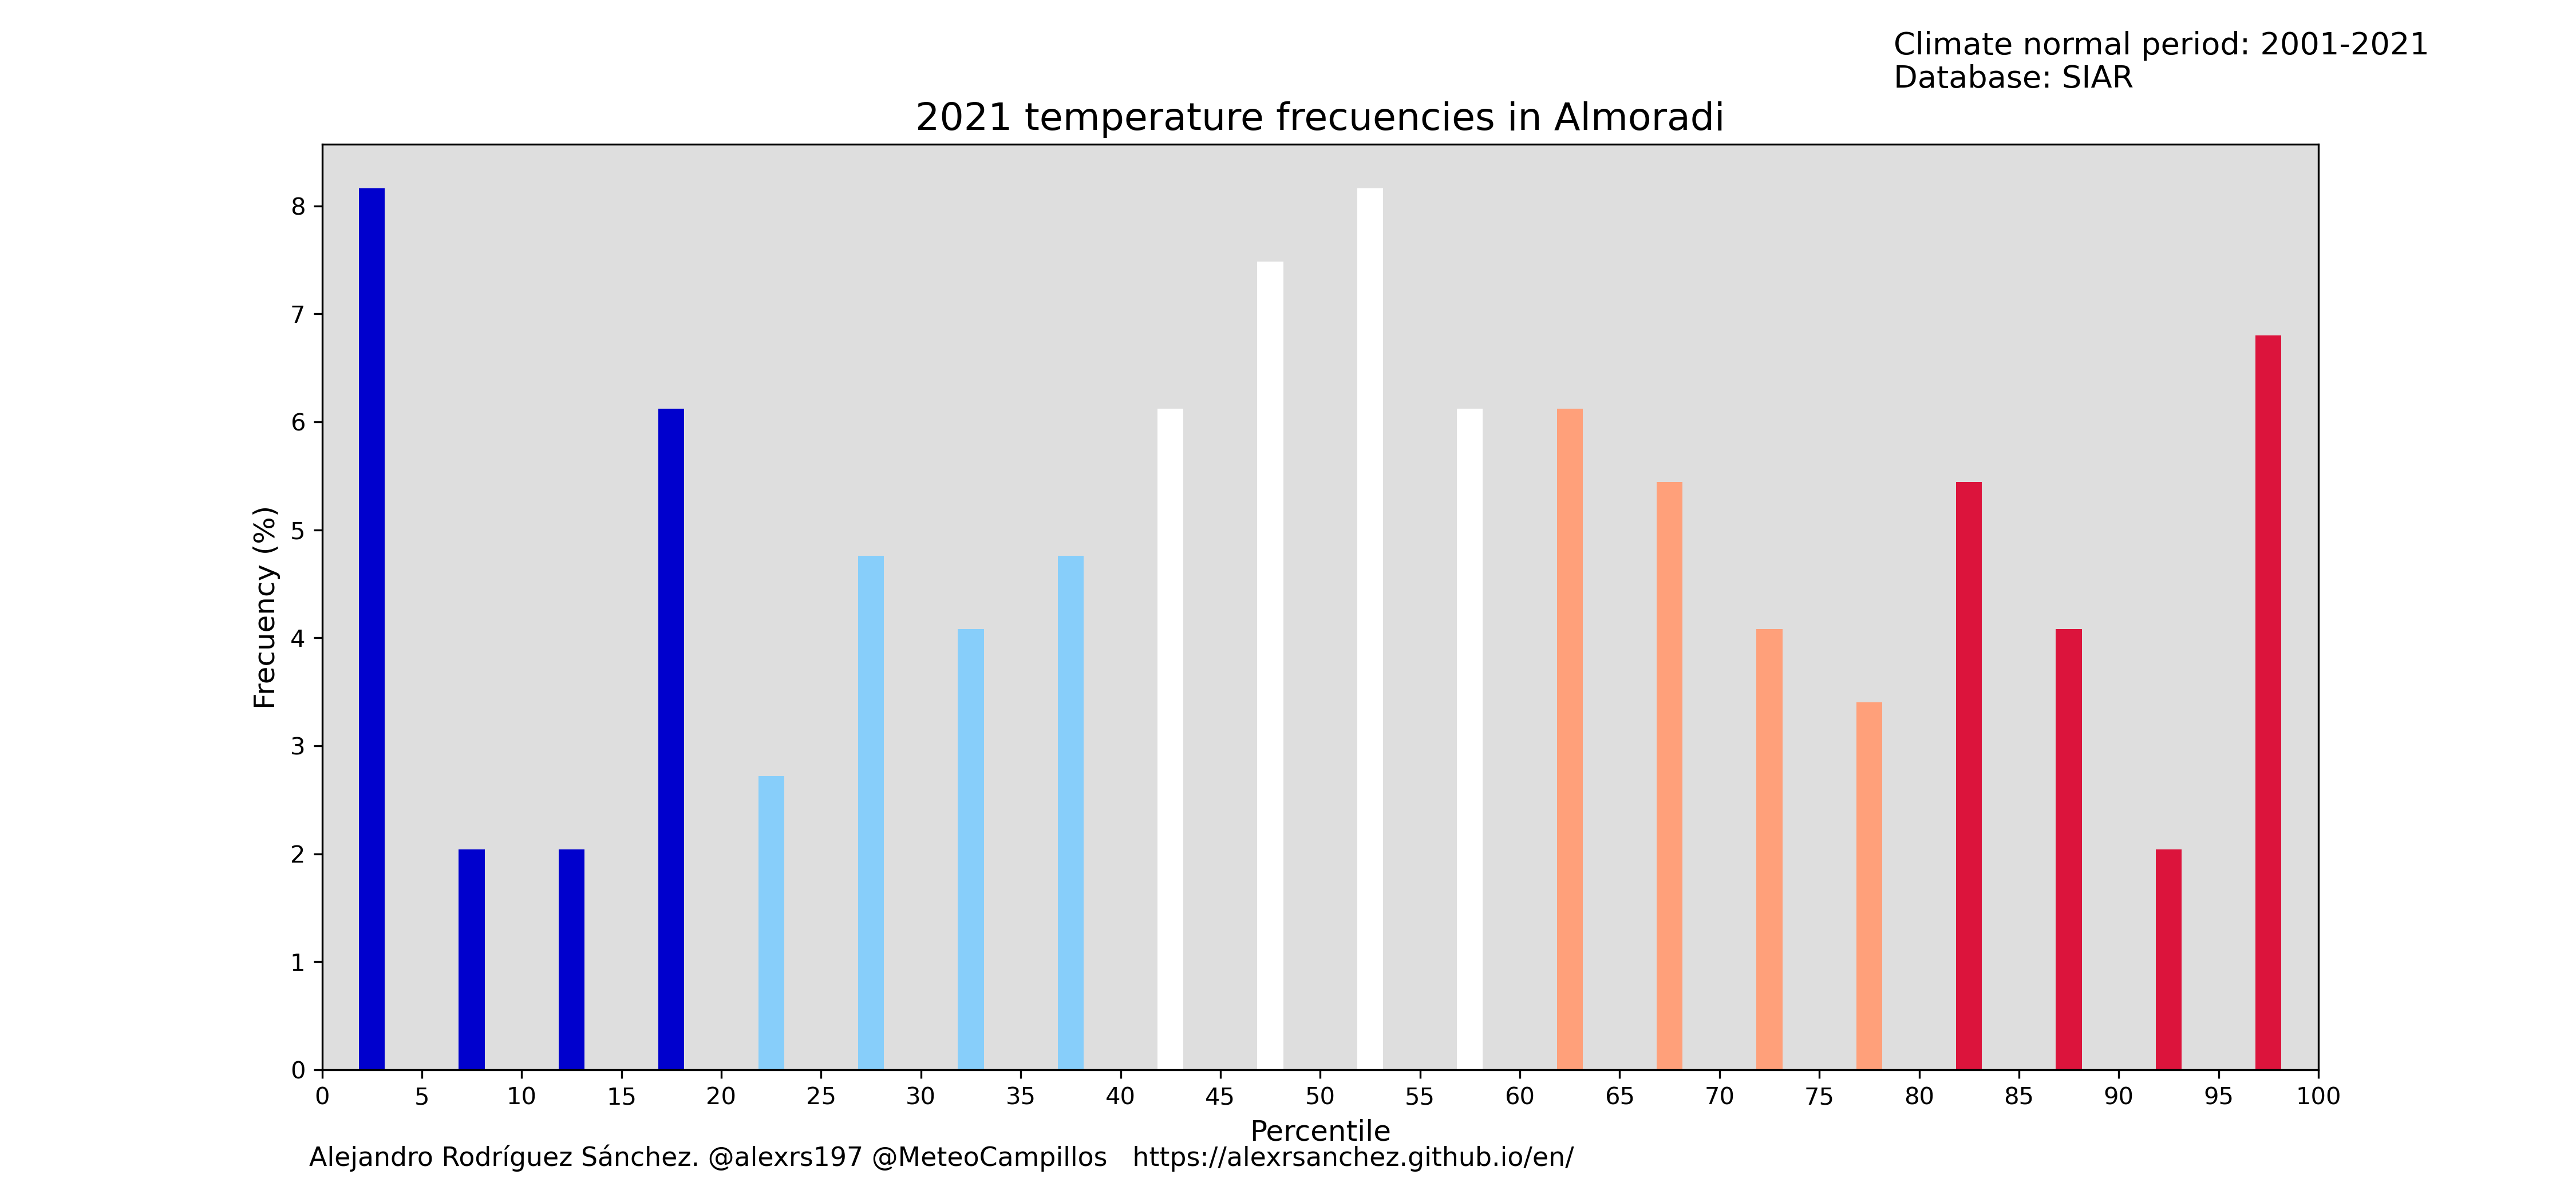 Climate normal period: 2001-2021
Database: SIAR
2021 temperature frecuencies in Almoradi
Frecuency (%)
8
7
6
5
4
3
2
1
0
0 5 10 15 20 25 30 35 40 45 50 55 60 65 70 75 80 85 90 95 100
Percentile
Alejandro Rodríguez Sánchez. @alexrs197 @MeteoCampillos https://alexrsanchez.github.io/en/